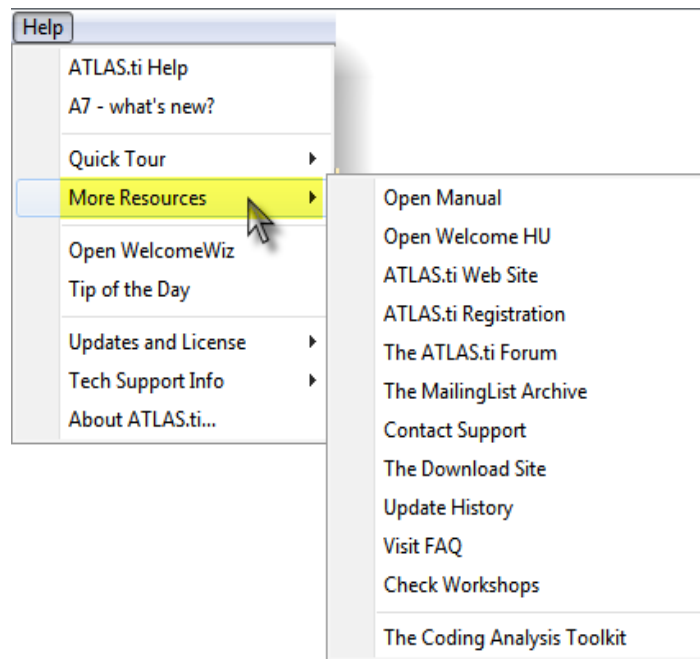 Help
ATLAS.ti Help
A7 - what's new?
Quick Tour
More Resources
Open WelcomeWiz
Tip of the Day
Updates and License
Tech Support Info
About ATLAS.ti...
Open Manual
Open Welcome HU
ATLAS.ti Web Site
ATLAS.ti Registration
The ATLAS.ti Forum
The MailingList Archive
Contact Support
The Download Site
Update History
Visit FAQ
Check Workshops
The Coding Analysis Toolkit